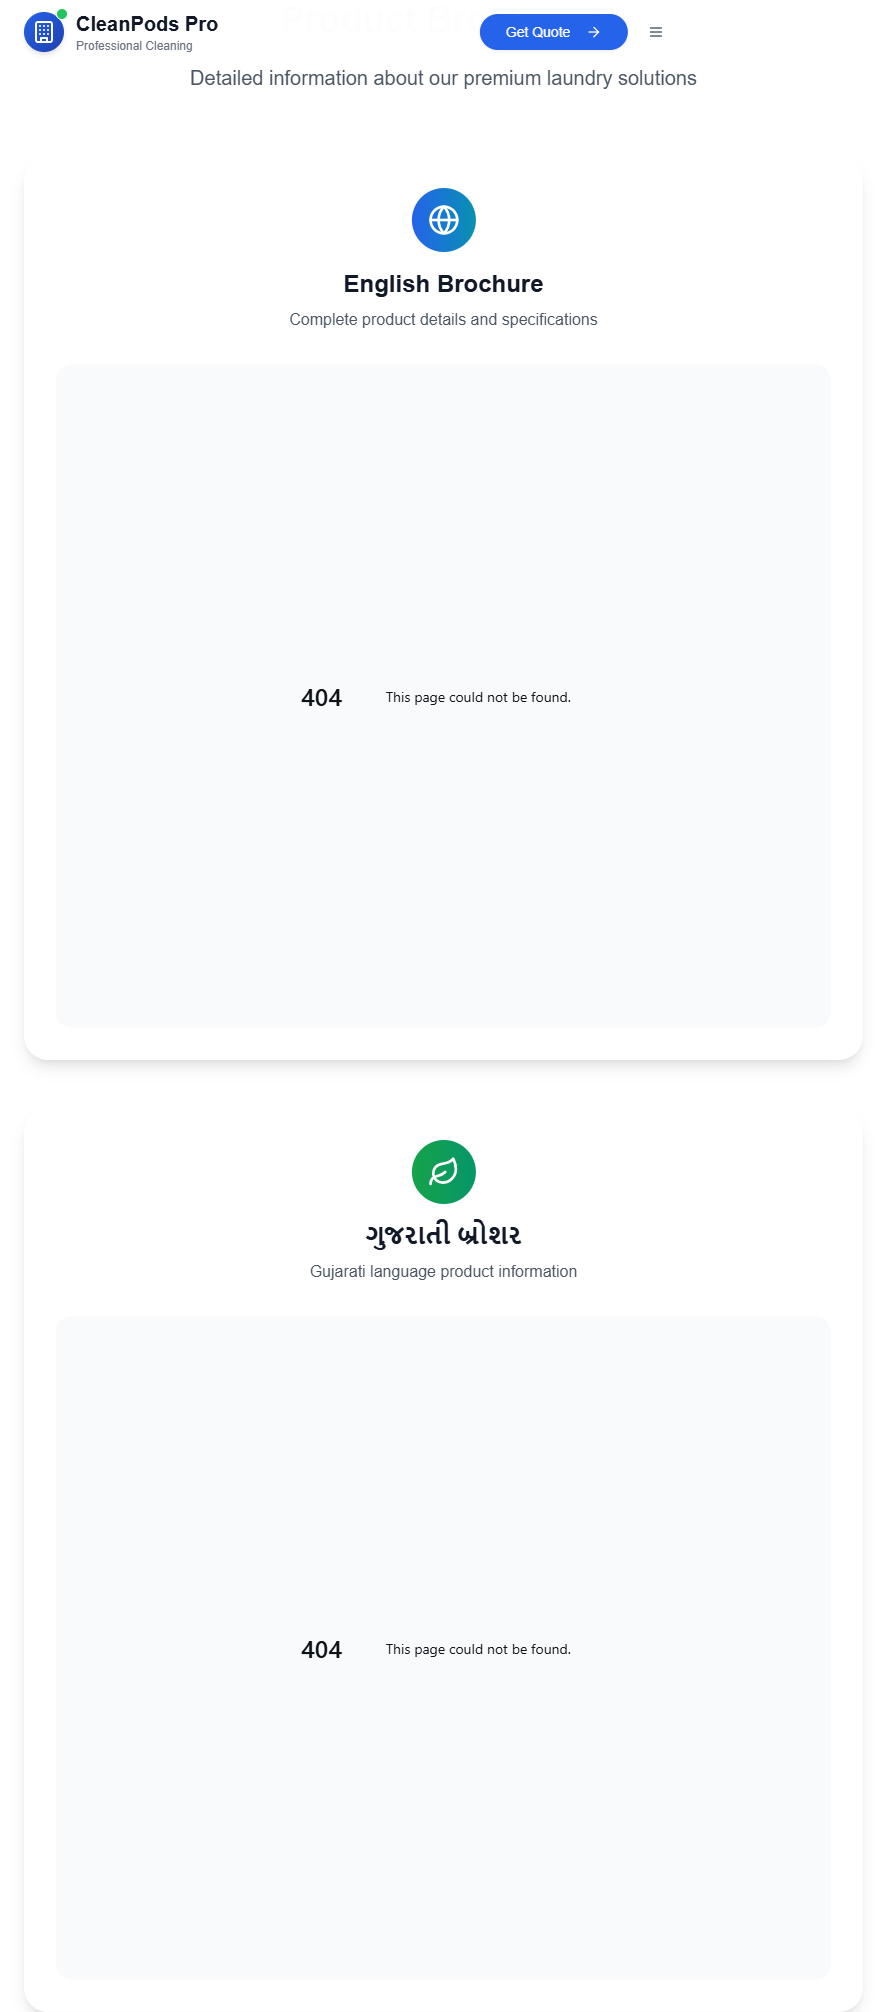 Product Bro
CleanPods Pro
Professional Cleaning
Get Quote
Detailed information about our premium laundry solutions
English Brochure
Complete product details and specifications
404 This page could not be found.
ગુજરાતી બ્રોશર
Gujarati language product information
404 This page could not be found.